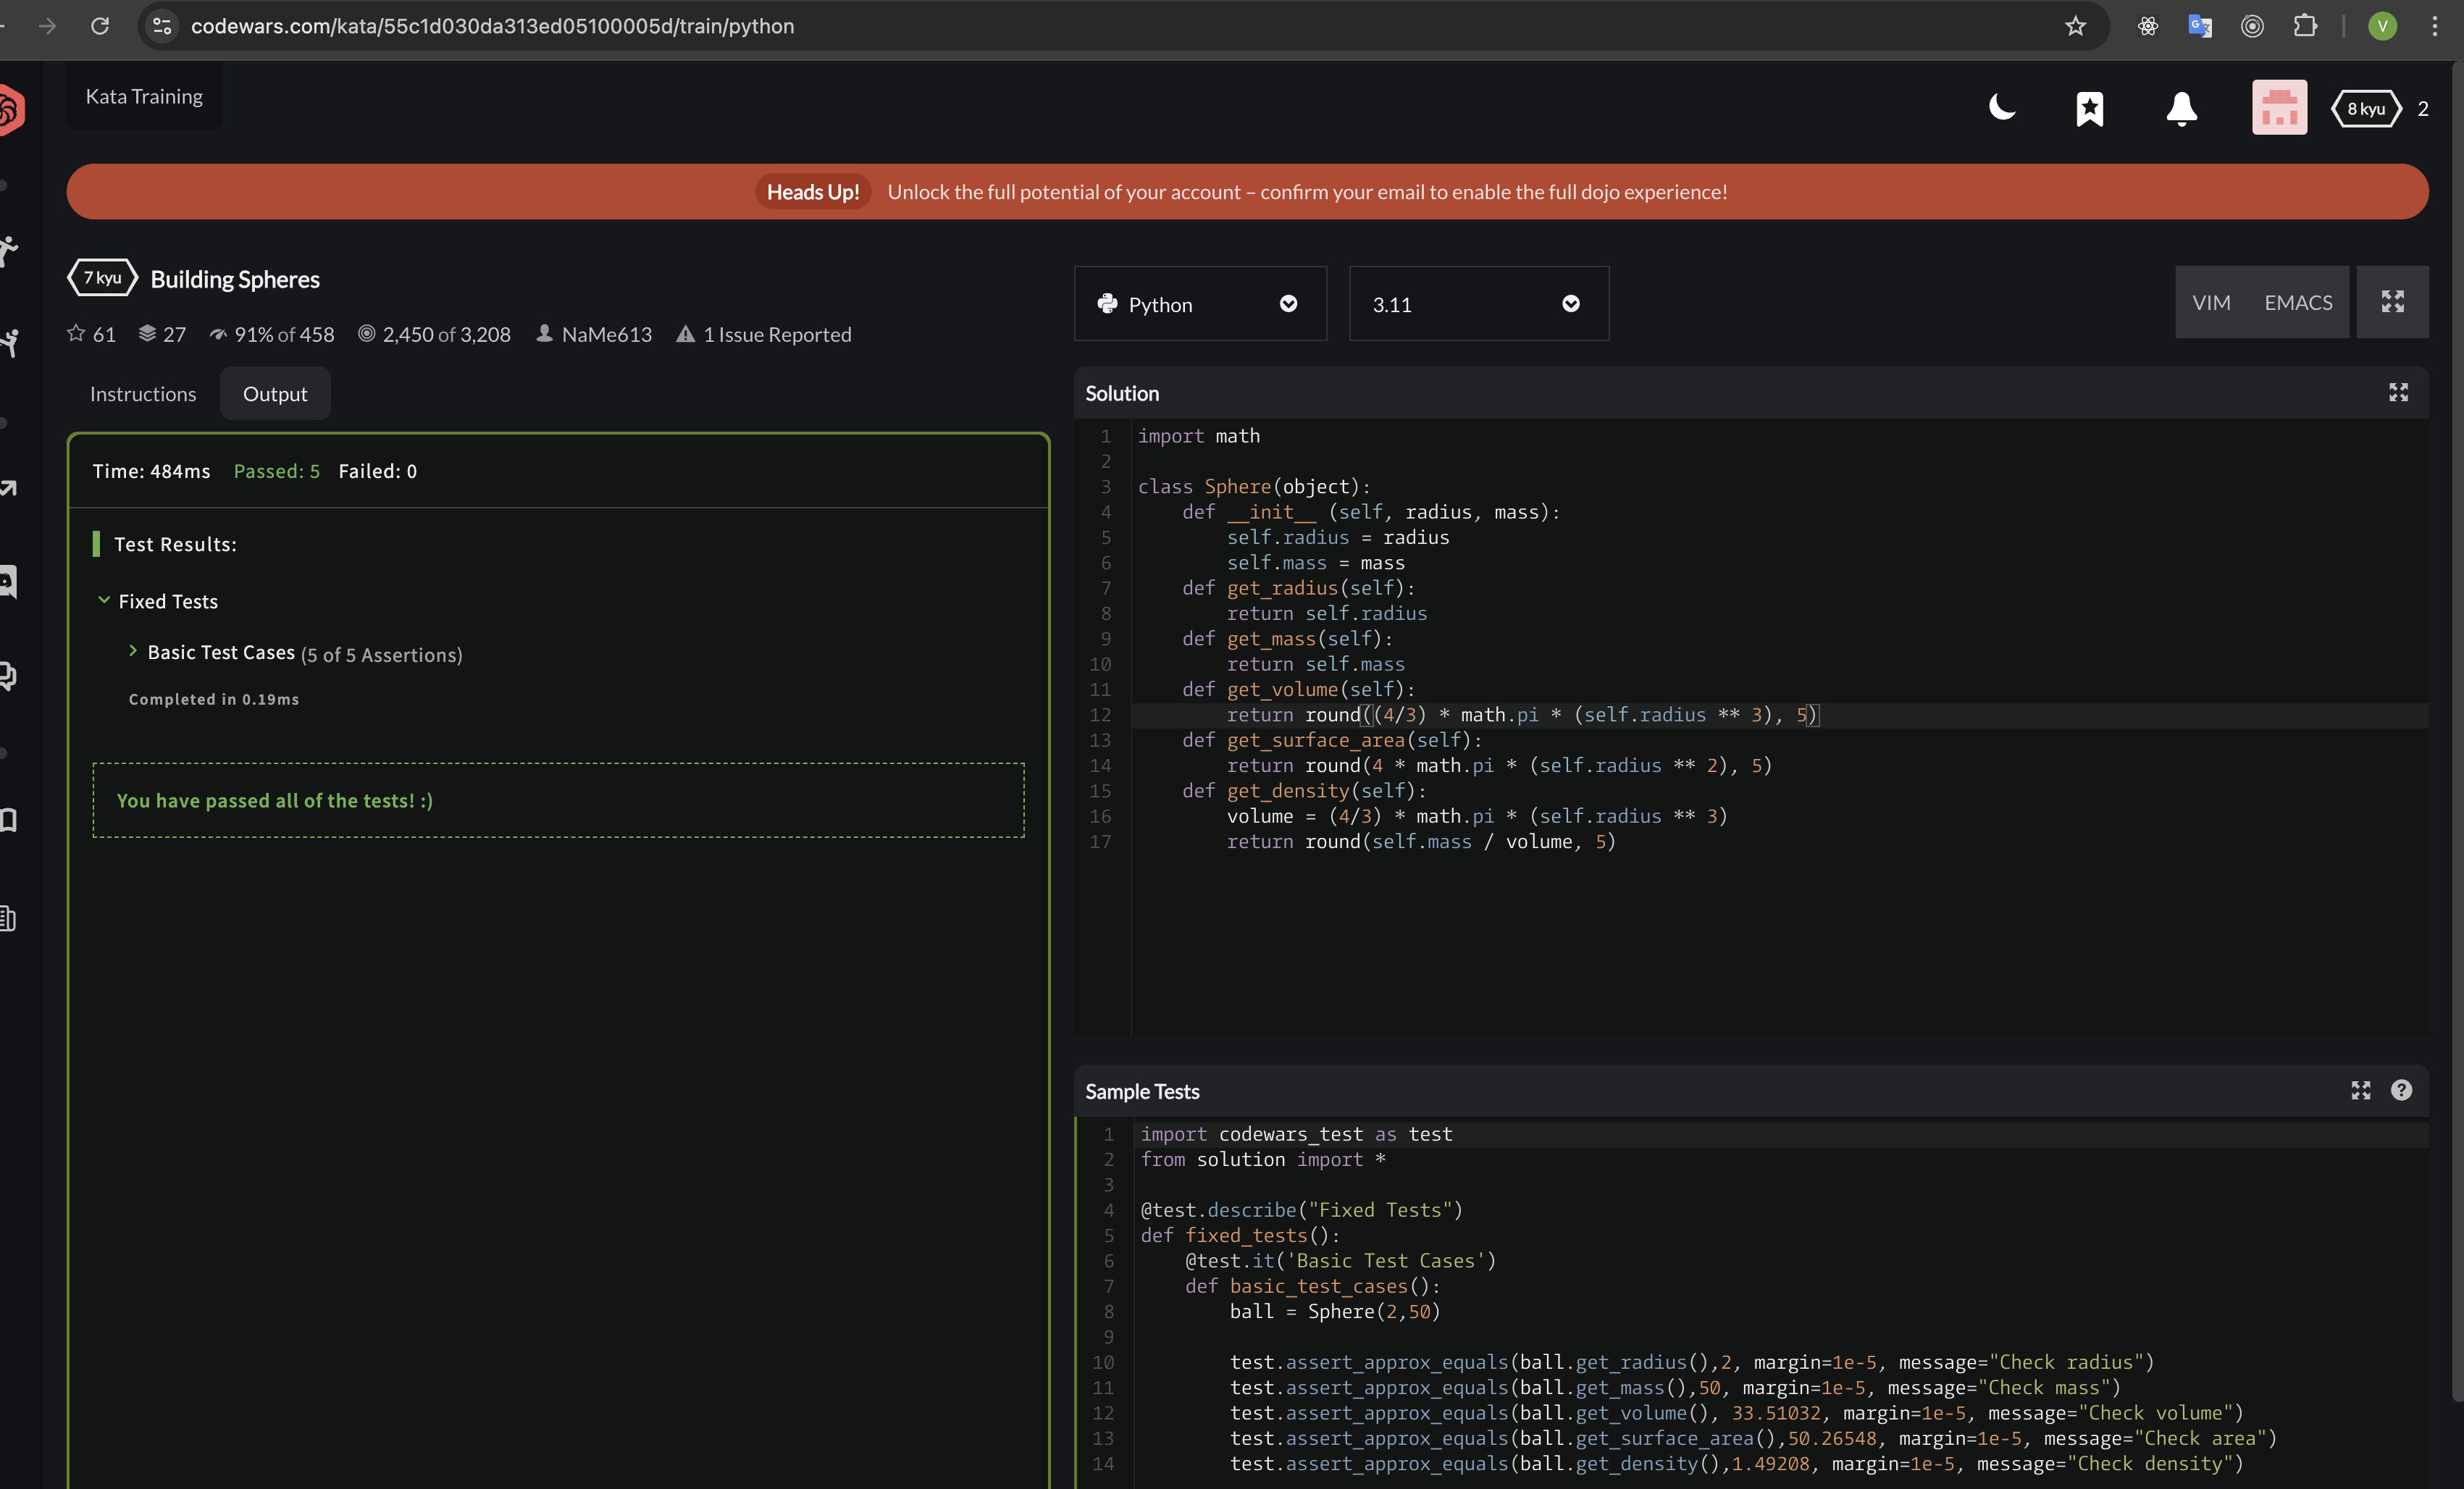 codewars.com/kata/55c1d030da313ed05100005d/train/python
V
Kata Training
8 kyu 2
Heads Up! Unlock the full potential of your account – confirm your email to enable the full dojo experience!
7 kyu Building Spheres
61 27 91% of 458 2,450 of 3,208 NaMe613 1 Issue Reported
Instructions Output
Time: 484ms Passed: 5 Failed: 0
Test Results:
Fixed Tests
Basic Test Cases (5 of 5 Assertions)
Completed in 0.19ms
You have passed all of the tests! :)
Python 3.11 VIM EMACS
Solution
1 import math
2
3 class Sphere(object):
4     def __init__ (self, radius, mass):
5         self.radius = radius
6         self.mass = mass
7     def get_radius(self):
8         return self.radius
9     def get_mass(self):
10         return self.mass
11     def get_volume(self):
12         return round((4/3) * math.pi * (self.radius ** 3), 5)
13     def get_surface_area(self):
14         return round(4 * math.pi * (self.radius ** 2), 5)
15     def get_density(self):
16         volume = (4/3) * math.pi * (self.radius ** 3)
17         return round(self.mass / volume, 5)
Sample Tests
1 import codewars_test as test
2 from solution import *
3
4 @test.describe("Fixed Tests")
5 def fixed_tests():
6     @test.it('Basic Test Cases')
7     def basic_test_cases():
8         ball = Sphere(2,50)
9
10         test.assert_approx_equals(ball.get_radius(),2, margin=1e-5, message="Check radius")
11         test.assert_approx_equals(ball.get_mass(),50, margin=1e-5, message="Check mass")
12         test.assert_approx_equals(ball.get_volume(), 33.51032, margin=1e-5, message="Check volume")
13         test.assert_approx_equals(ball.get_surface_area(),50.26548, margin=1e-5, message="Check area")
14         test.assert_approx_equals(ball.get_density(),1.49208, margin=1e-5, message="Check density")